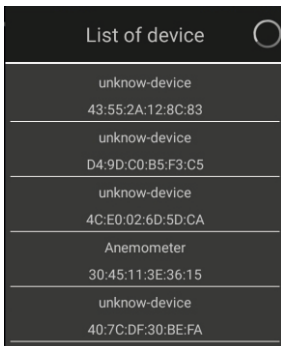 List of device
unknow-device
43:55:2A:12:8C:83
unknow-device
D4:9D:C0:B5:F3:C5
unknow-device
4C:E0:02:6D:5D:CA
Anemometer
30:45:11:3E:36:15
unknow-device
40:7C:DF:30:BE:FA